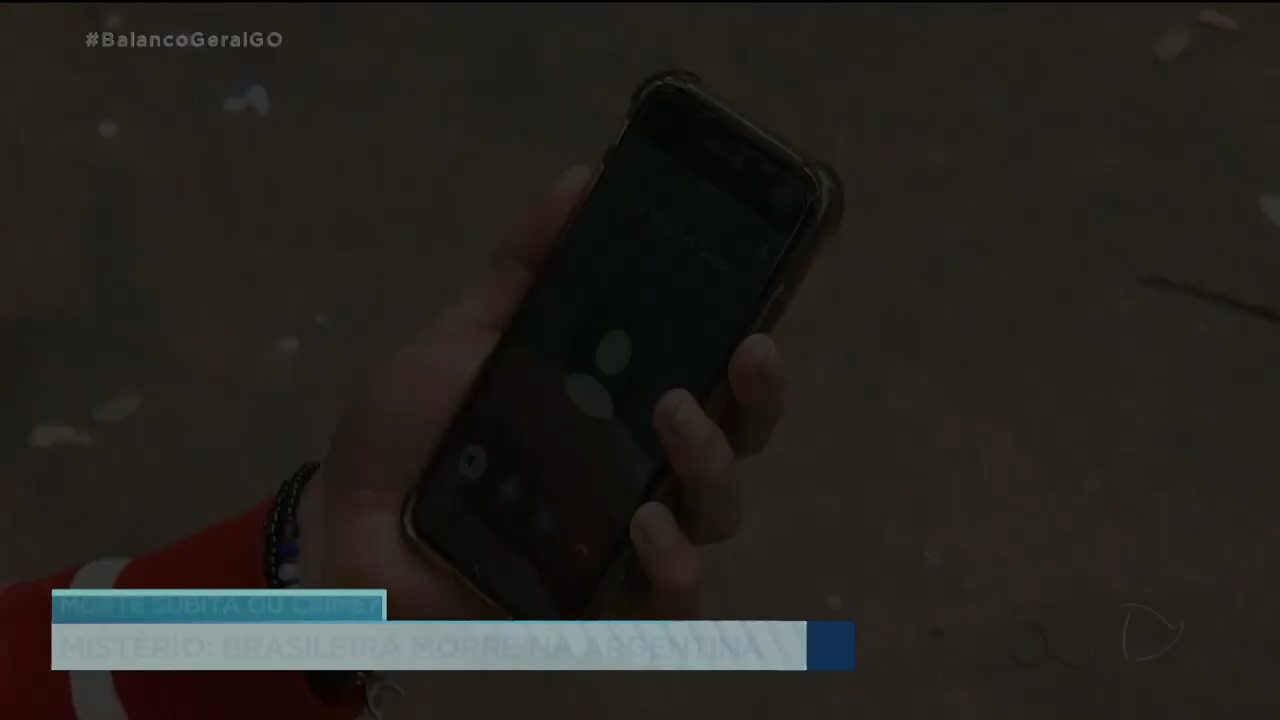 #BalancoGeralGO
MORTE SÚBITA OU CRIME?
MISTÉRIO: BRASILEIRA MORRE NA ARGENTINA